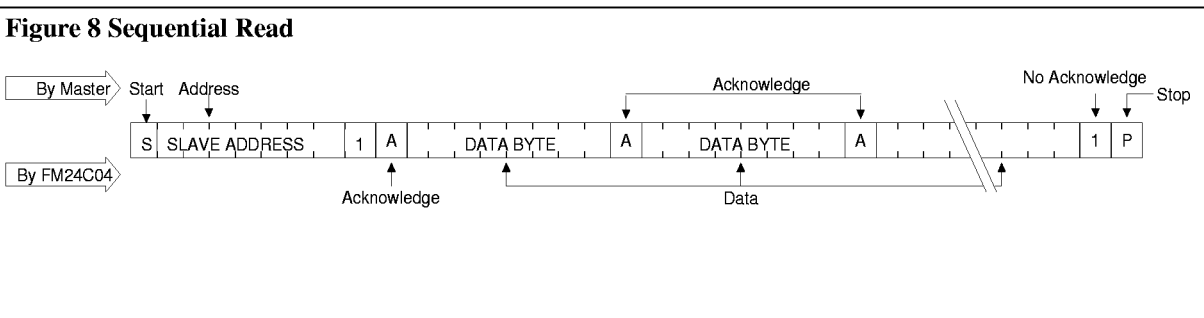 Figure 8 Sequential Read
By Master Start Address Acknowledge No Acknowledge Stop
S SLAVE ADDRESS 1 A DATA BYTE A DATA BYTE A 1 P
By FM24C04 Acknowledge Data